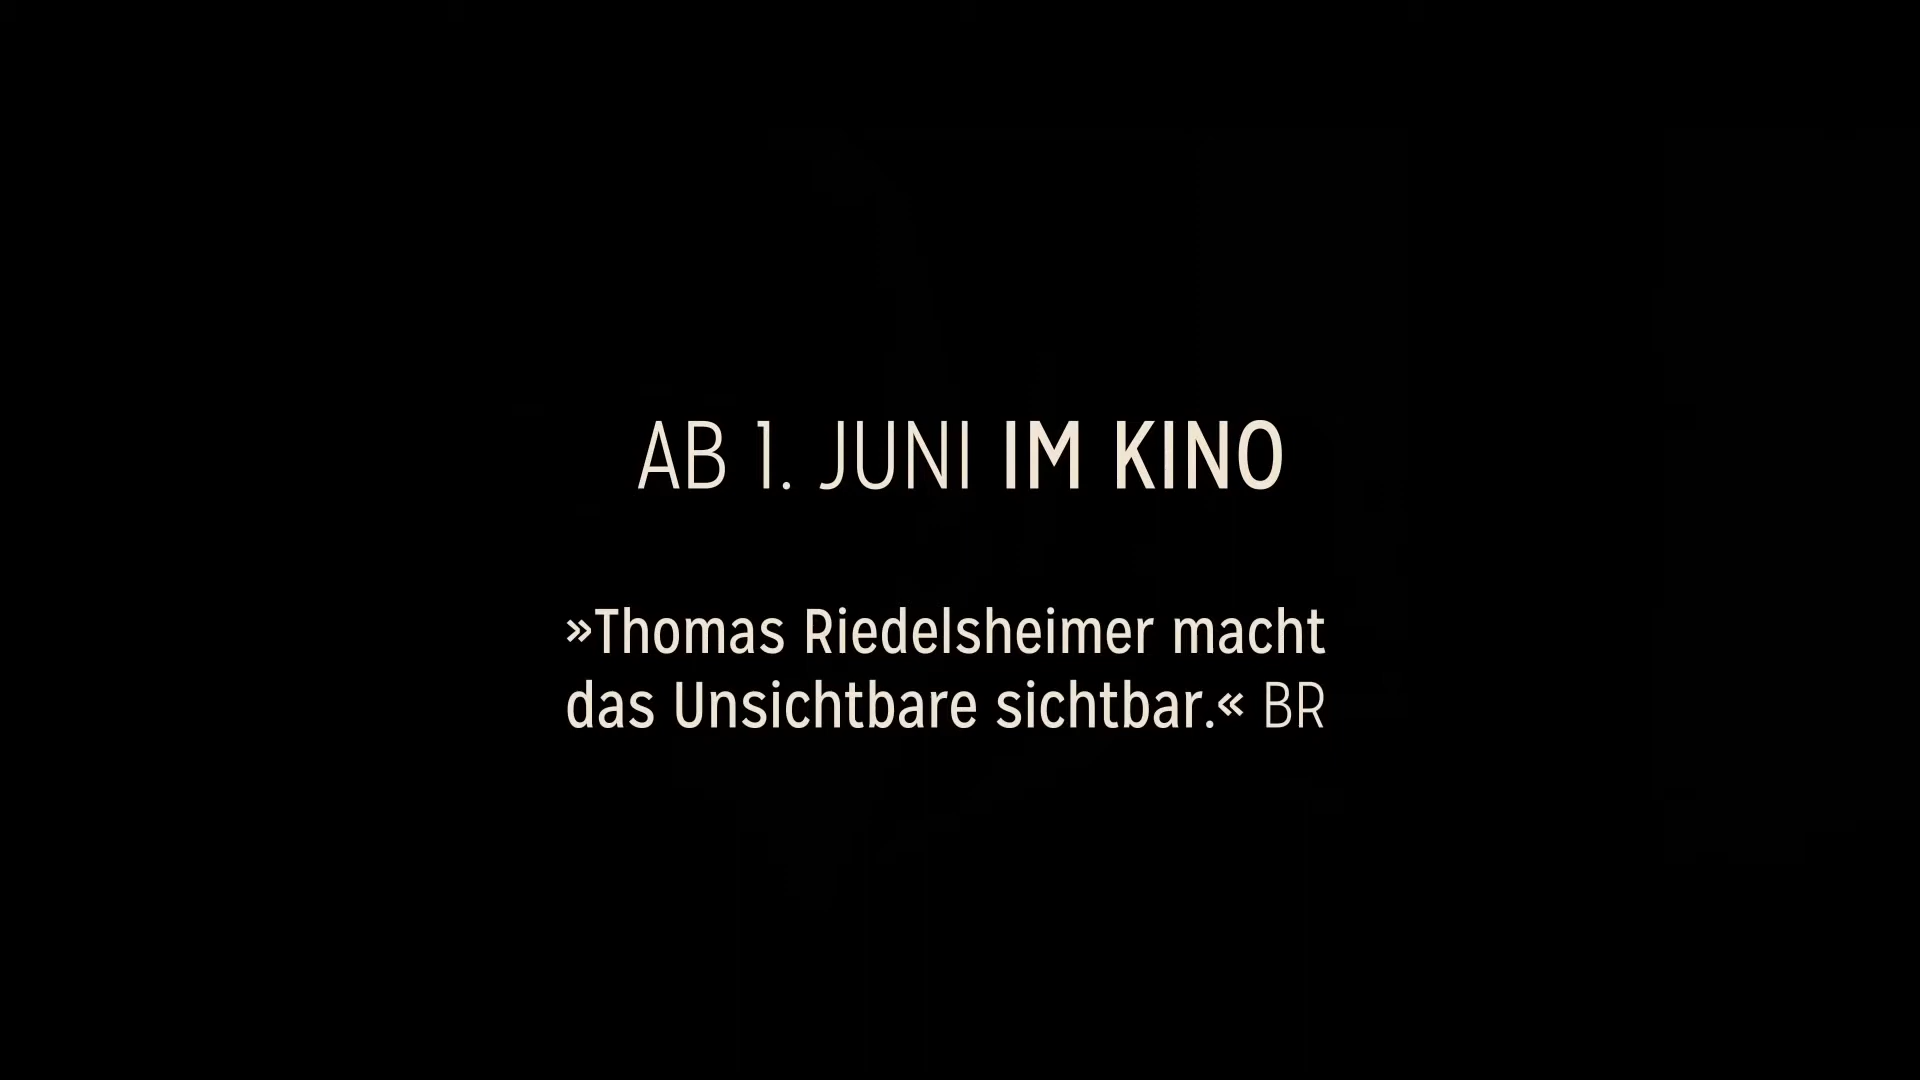 AB 1. JUNI IM KINO
»Thomas Riedelsheimer macht
das Unsichtbare sichtbar.« BR